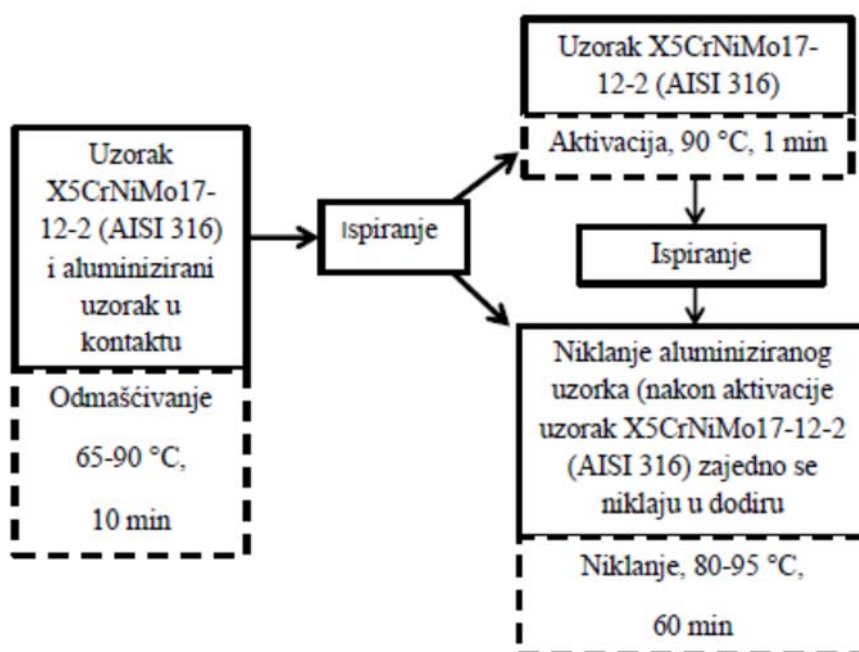 Uzorak
X5CrNiMo17-
12-2 (AISI 316)
i aluminizirani
uzorak u
kontaktu
Odmašćivanje
65-90 °C,
10 min
Ispiranje
Uzorak X5CrNiMo17-
12-2 (AISI 316)
Aktivacija, 90 °C, 1 min
Ispiranje
Niklanje aluminiziranog
uzorka (nakon aktivacije
uzorak X5CrNiMo17-12-2
(AISI 316) zajedno se
niklaju u dodiru
Niklanje, 80-95 °C,
60 min